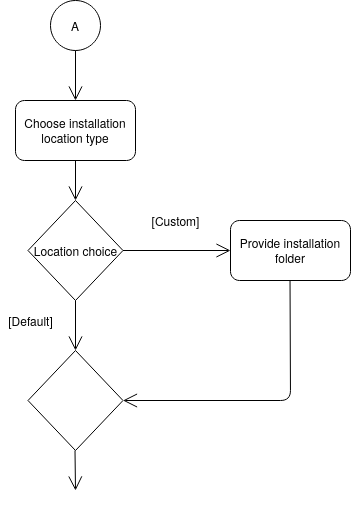 A
Choose installation
location type
[Custom]
Location choice
Provide installation
folder
[Default]